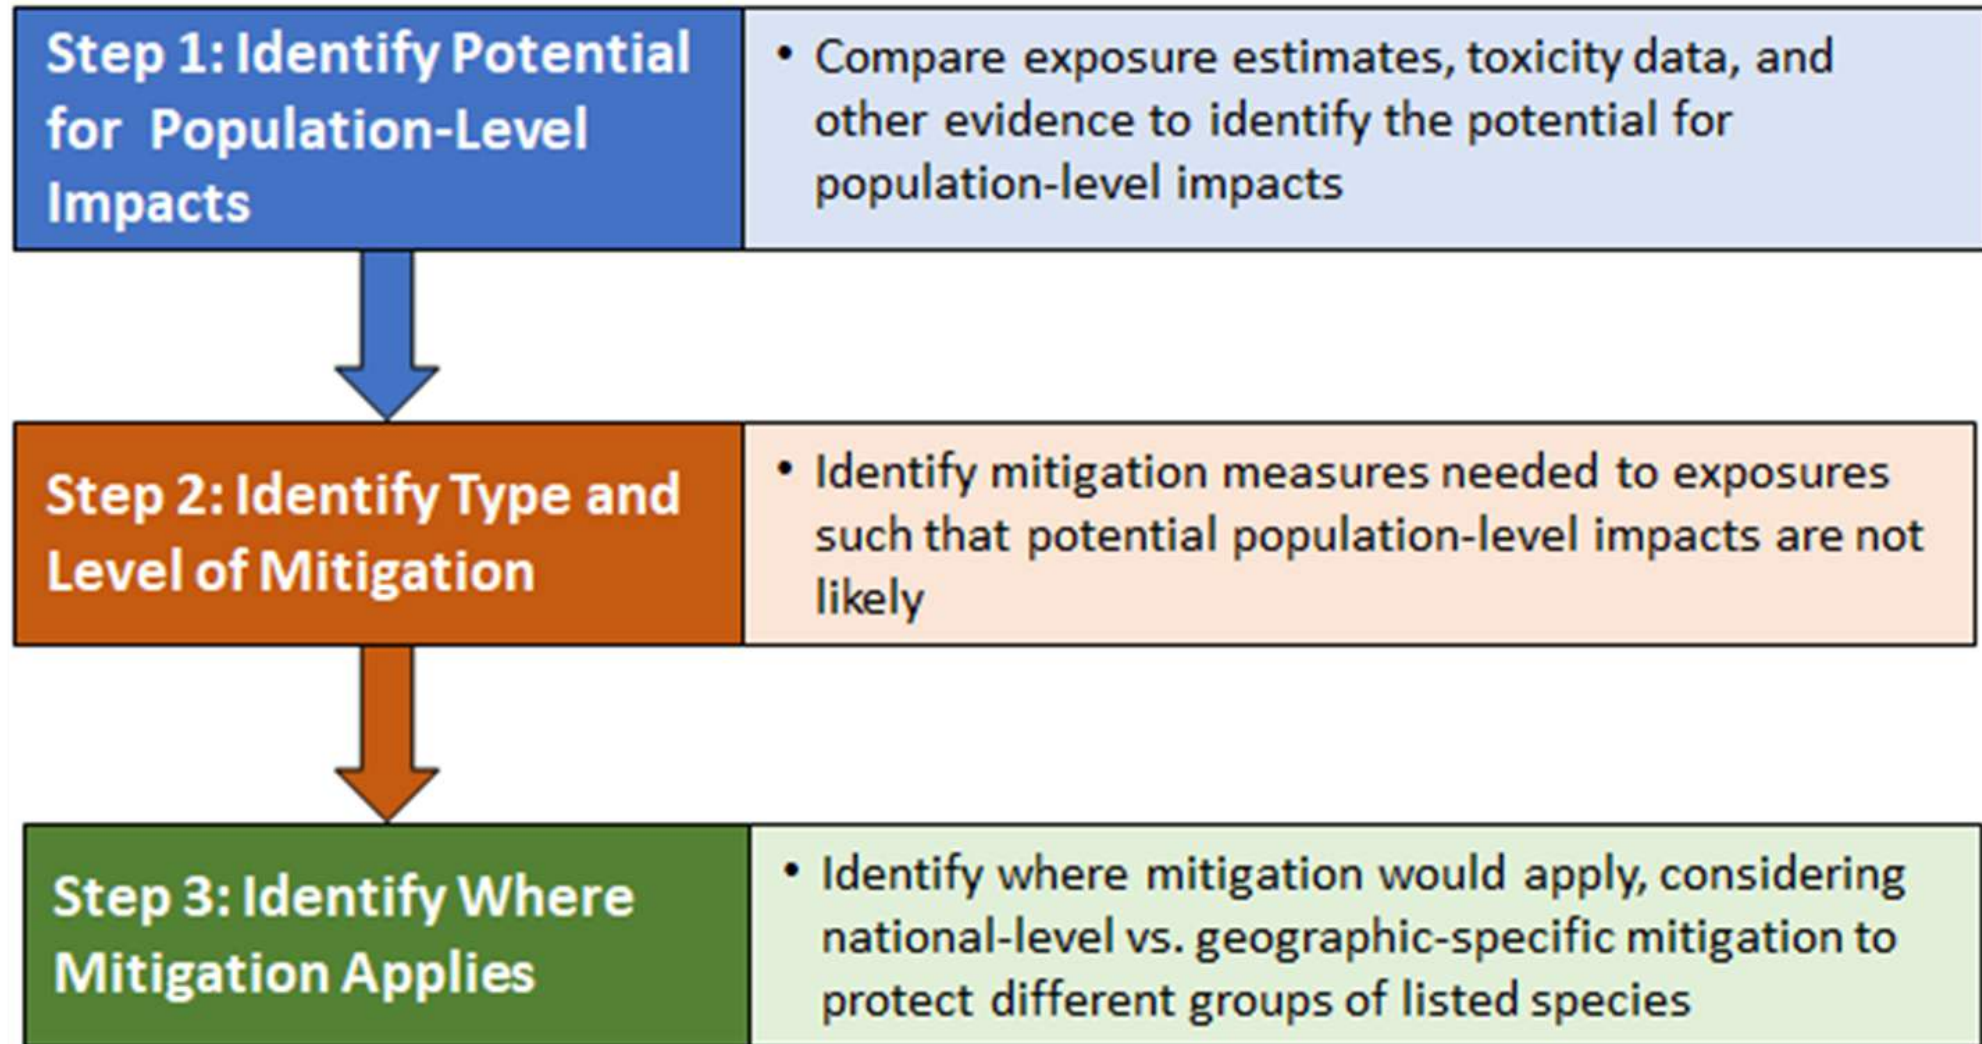 Step 1: Identify Potential
for Population-Level
Impacts
• Compare exposure estimates, toxicity data, and
other evidence to identify the potential for
population-level impacts
Step 2: Identify Type and
Level of Mitigation
• Identify mitigation measures needed to exposures
such that potential population-level impacts are not
likely
Step 3: Identify Where
Mitigation Applies
• Identify where mitigation would apply, considering
national-level vs. geographic-specific mitigation to
protect different groups of listed species